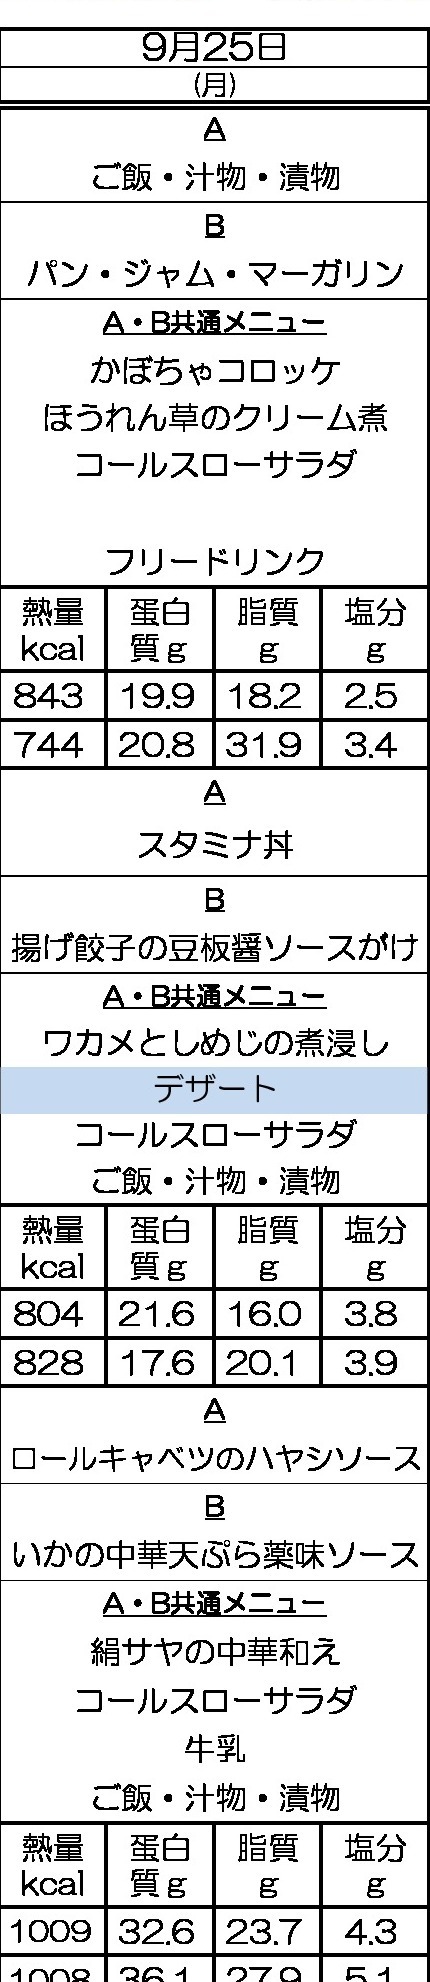 9月25日
(月)
A
ご飯・汁物・漬物
B
パン・ジャム・マーガリン
A・B共通メニュー
かぼちゃコロッケ
ほうれん草のクリーム煮
コールスローサラダ
フリードリンク
熱量 蛋白 脂質 塩分
kcal 質g g g
843 19.9 18.2 2.5
744 20.8 31.9 3.4
A
スタミナ丼
B
揚げ餃子の豆板醤ソースがけ
A・B共通メニュー
ワカメとしめじの煮浸し
デザート
コールスローサラダ
ご飯・汁物・漬物
熱量 蛋白 脂質 塩分
kcal 質g g g
804 21.6 16.0 3.8
828 17.6 20.1 3.9
A
ロールキャベツのハヤシソース
B
いかの中華天ぷら薬味ソース
A・B共通メニュー
絹サヤの中華和え
コールスローサラダ
牛乳
ご飯・汁物・漬物
熱量 蛋白 脂質 塩分
kcal 質g g g
1009 32.6 23.7 4.3
1008 36.1 27.9 5.1